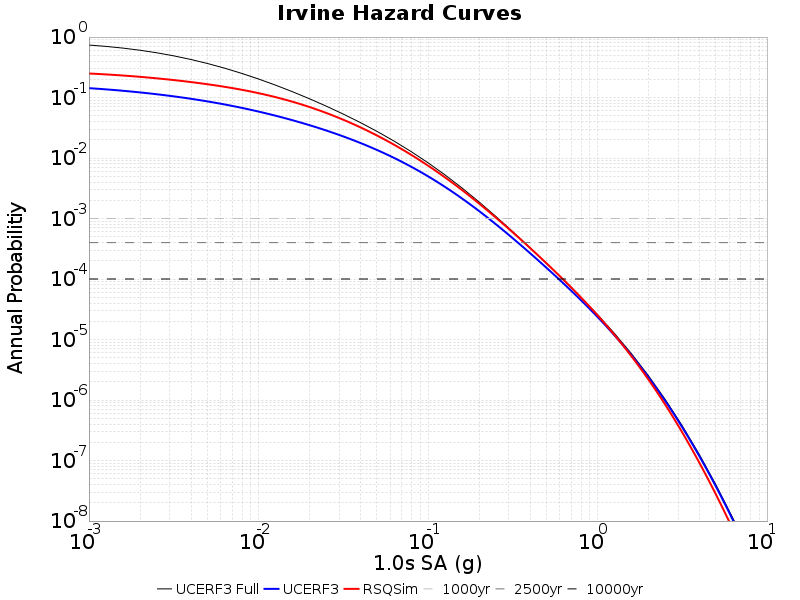 Irvine Hazard Curves
10^0
10^-1
10^-2
10^-3
10^-4
10^-5
10^-6
10^-7
10^-8
Annual Probabilitiy
10^-3 10^-2 10^-1 10^0 10^1
1.0s SA (g)
UCERF3 Full UCERF3 RSQSim 1000yr 2500yr 10000yr